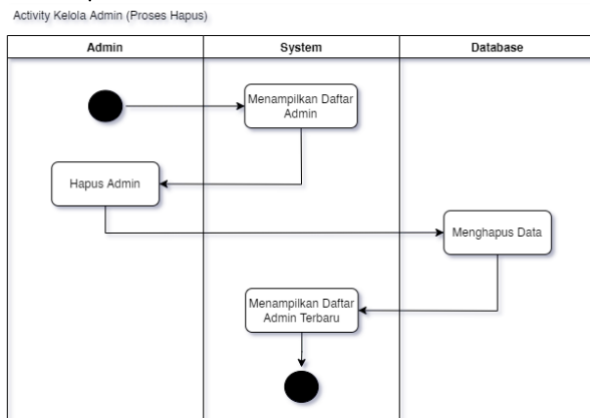 Activity Kelola Admin (Proses Hapus)
Admin
System
Database
Menampilkan Daftar
Admin
Hapus Admin
Menghapus Data
Menampilkan Daftar
Admin Terbaru